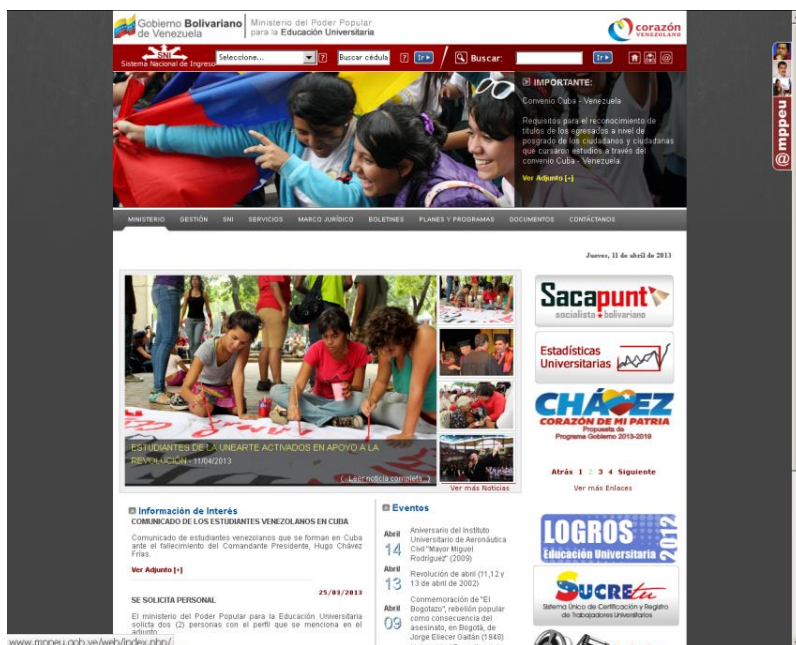 Gobierno Bolivariano
de Venezuela
Ministerio del Poder Popular
para la Educación Universitaria
corazón
VENEZOLANO
SNI
Sistema Nacional de Ingreso
Seleccione...
?
Buscar cédula
?
Ir
Buscar:
Ir
@
@mppeu
IMPORTANTE:
Convenio Cuba - Venezuela
Requisitos para el reconocimiento de
títulos de los egresados a nivel de
posgrado de los ciudadanos y ciudadanas
que cursaron estudios a través del
convenio Cuba - Venezuela.
Ver Adjunto [+]
MINISTERIO GESTIÓN SNI SERVICIOS MARCO JURÍDICO BOLETINES PLANES Y PROGRAMAS DOCUMENTOS CONTÁCTANOS
Jueves, 11 de abril de 2013
ESTUDIANTES DE LA UNEARTE ACTIVADOS EN APOYO A LA
REVOLUCIÓN - 11/04/2013
(..Leer noticia completa..)
Ver más Noticias
Sacapunt
socialista bolivariano
Estadísticas
Universitarias
CHÁVEZ
CORAZÓN DE MI PATRIA
Propuesta de
Programa Gobierno 2013-2019
Atrás 1 2 3 4 Siguiente
Ver más Enlaces
LOGROS
Educación Universitaria
2012
SUCREtu
Sistema Único de Certificación y Registro
de Trabajadores Universitarios
Información de Interés
COMUNICADO DE LOS ESTUDIANTES VENEZOLANOS EN CUBA
Comunicado de estudiantes venezolanos que se forman en Cuba
ante el fallecimiento del Comandante Presidente, Hugo Chávez
Frías.
Ver Adjunto [+]
25/03/2013
SE SOLICITA PERSONAL
El ministerio del Poder Popular para la Educación Universitaria
solicita dos (2) personas con el perfil que se menciona en el
adjunto:
Eventos
Abril
14
Aniversario del Instituto
Universitario de Aeronáutica
Civil "Mayor Miguel
Rodríguez" (2009)
Abril
13
Revolución de abril (11,12 y
13 de abril de 2002)
Abril
09
Conmemoración de "El
Bogotazo", rebelión popular
como consecuencia del
asesinato, en Bogotá, de
Jorge Eliecer Gaitán (1948)
www.mppeu.gob.ve/web/index.php/